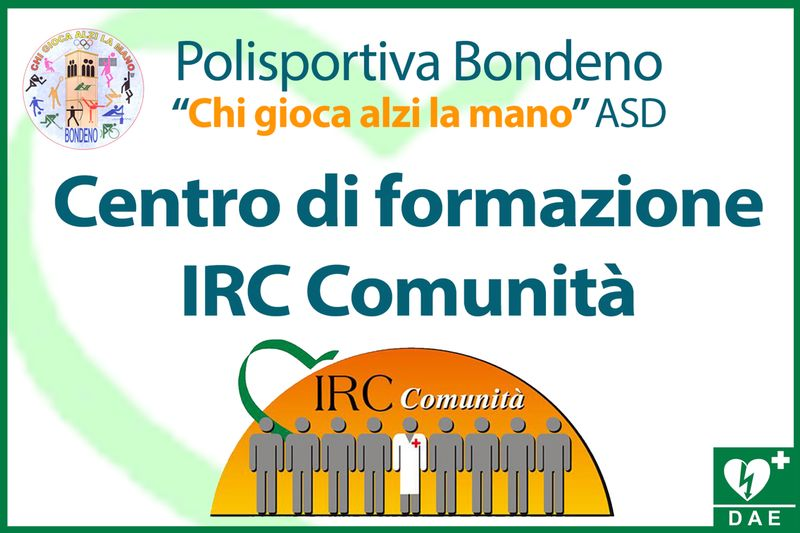 CHI GIOCA ALZI LA MANO
BONDENO
Polisportiva Bondeno
“Chi gioca alzi la mano” ASD
Centro di formazione
IRC Comunità
IRC Comunità
DAE